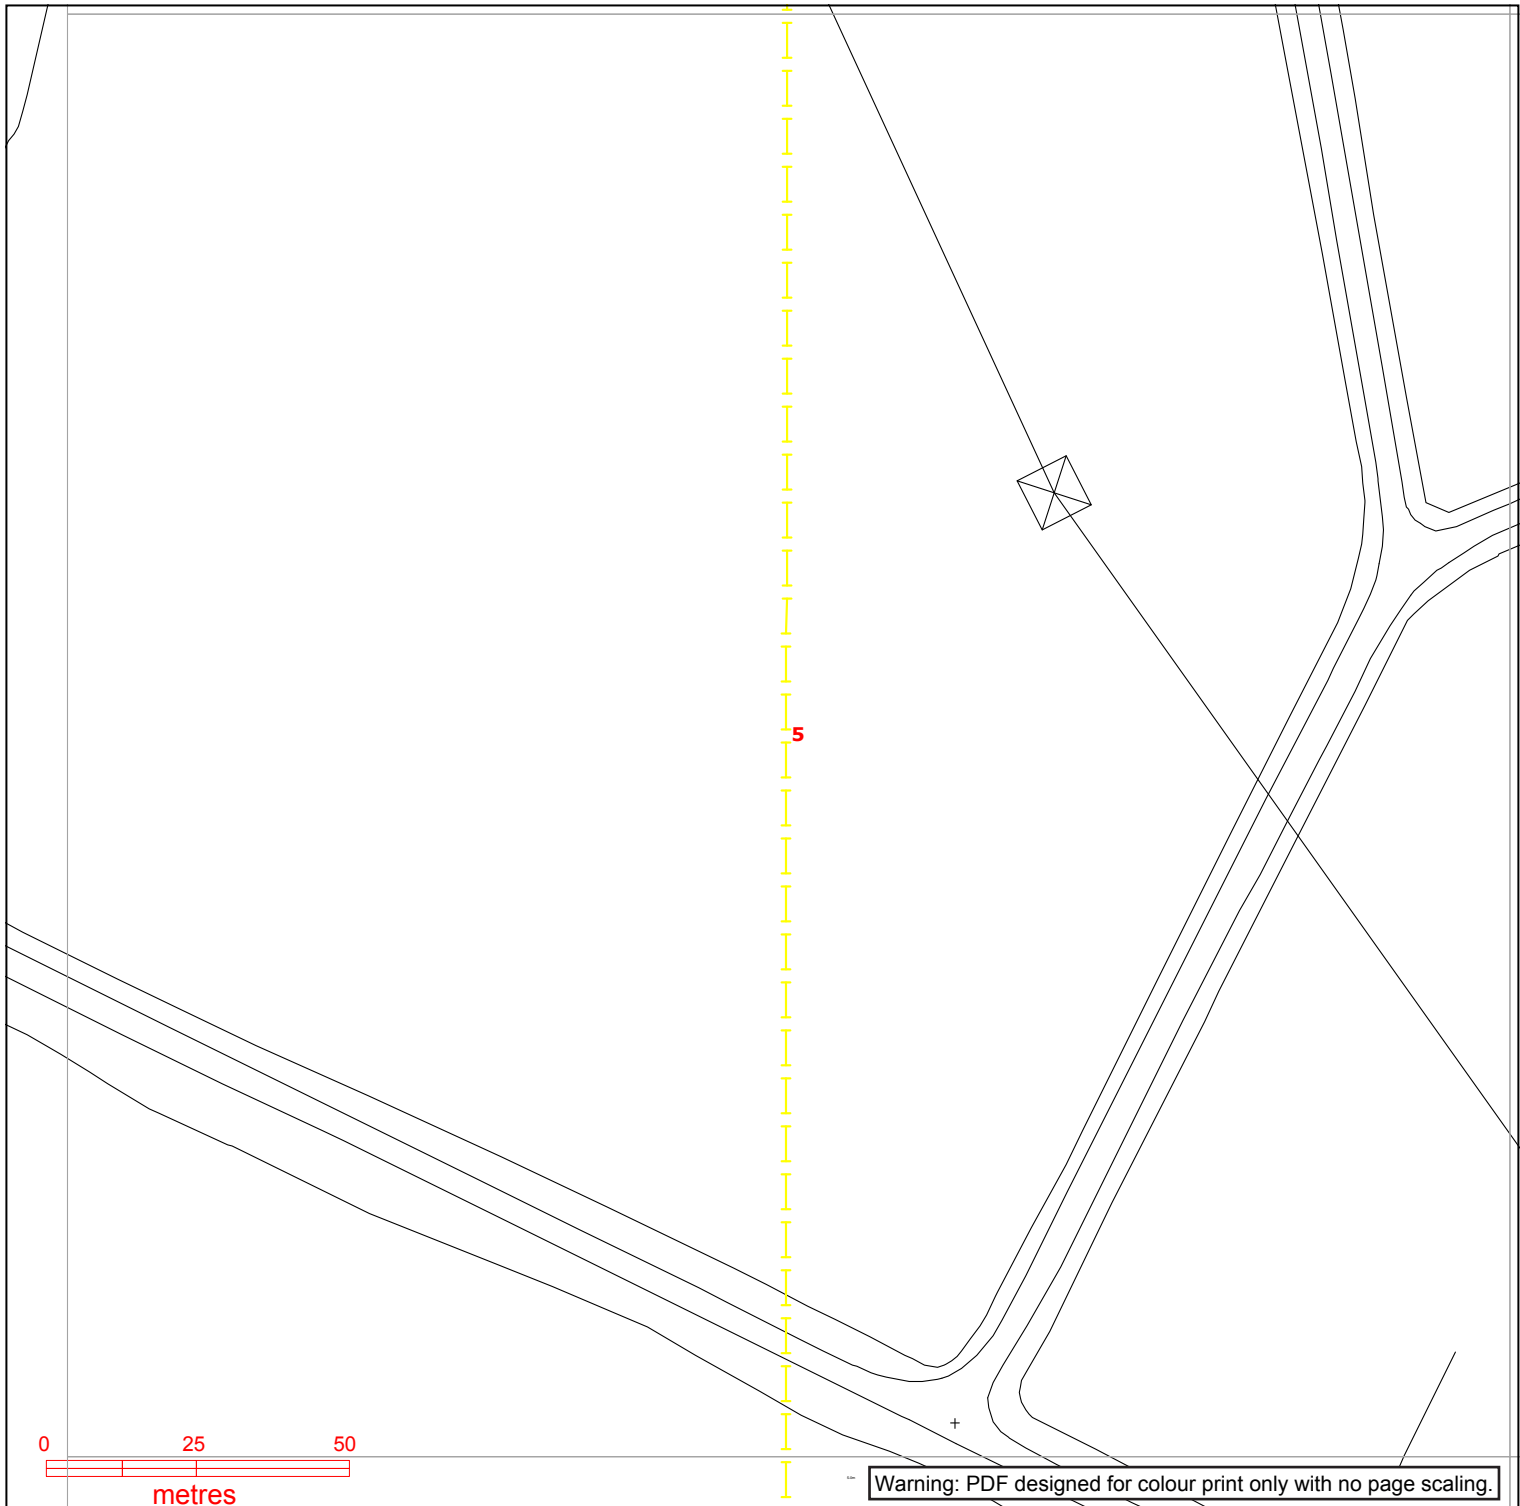 5
0 25 50
metres
Warning: PDF designed for colour print only with no page scaling.